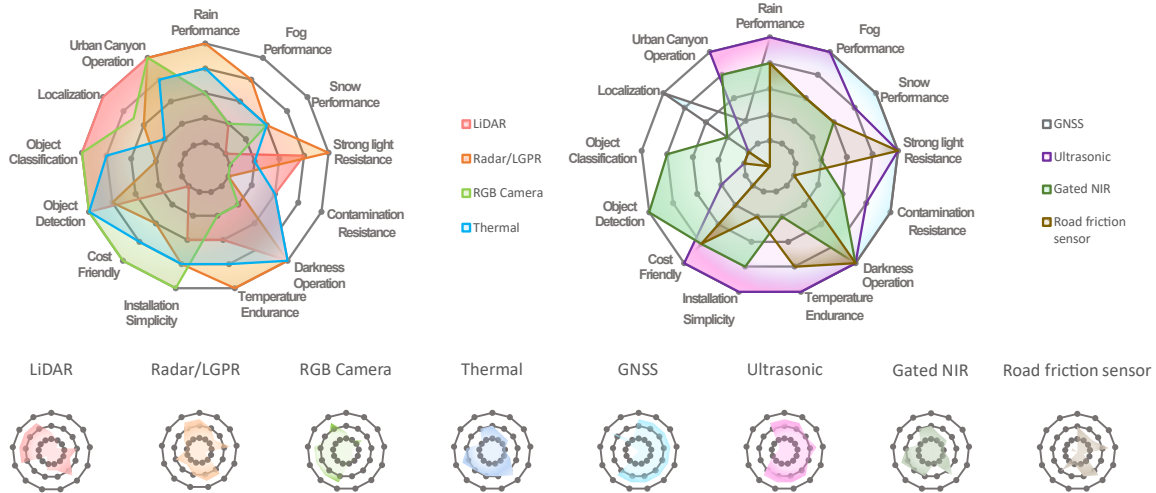 Rain
Performance
Fog
Performance
Snow
Performance
Strong light
Resistance
Contamination
Resistance
Darkness
Operation
Temperature
Endurance
Installation
Simplicity
Cost
Friendly
Object
Detection
Object
Classification
Localization
Urban Canyon
Operation
LiDAR
Radar/LGPR
RGB Camera
Thermal
Rain
Performance
Fog
Performance
Snow
Performance
Strong light
Resistance
Contamination
Resistance
Darkness
Operation
Temperature
Endurance
Installation
Simplicity
Cost
Friendly
Object
Detection
Object
Classification
Localization
Urban Canyon
Operation
GNSS
Ultrasonic
Gated NIR
Road friction
sensor
LiDAR
Radar/LGPR
RGB Camera
Thermal
GNSS
Ultrasonic
Gated NIR
Road friction sensor